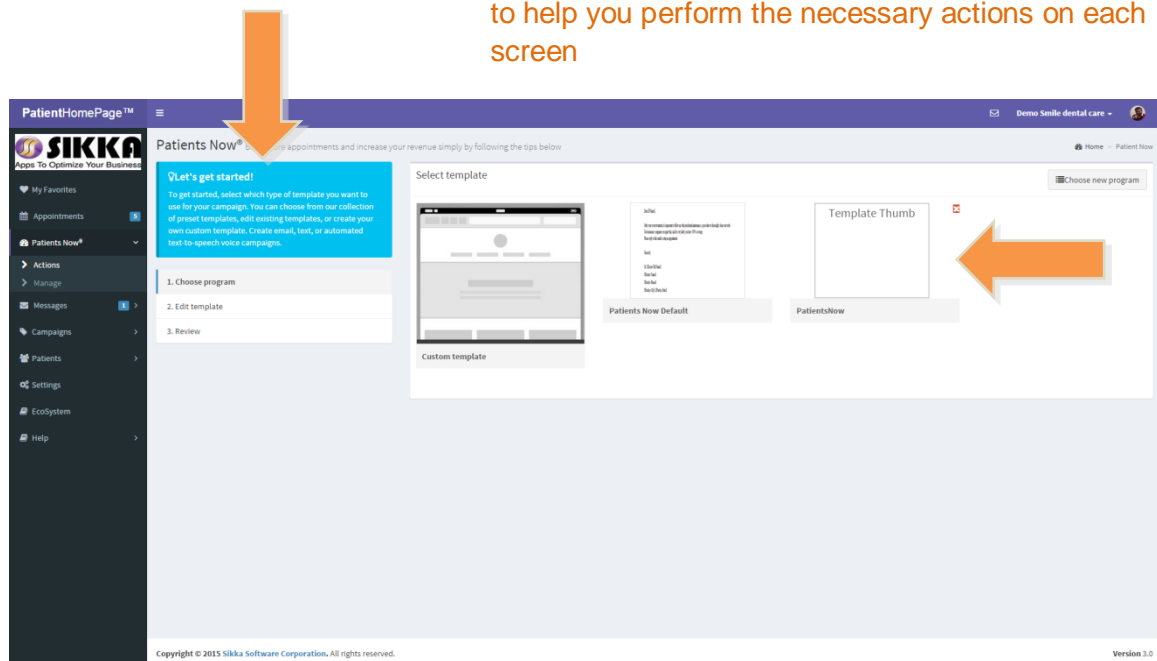 to help you perform the necessary actions on each
screen
PatientHomePage™
Demo Smile dental care
SIKKA
Apps To Optimize Your Business
My Favorites
Appointments 5
Patients Now®
Actions
Manage
Messages 1
Campaigns
Patients
Settings
EcoSystem
Help
Patients Now® appointments and increase your revenue simply by following the tips below
Home > Patient Now
Let's get started!
To get started, select which type of template you want to
use for your campaign. You can choose from our collection
of preset templates, edit existing templates, or create your
own custom template. Create email, text, or automated
text-to-speech voice campaigns.
1. Choose program
2. Edit template
3. Review
Select template
Choose new program
Custom template
Patients Now Default
Template Thumb
PatientsNow
Copyright © 2015 Sikka Software Corporation. All rights reserved.
Version 3.0